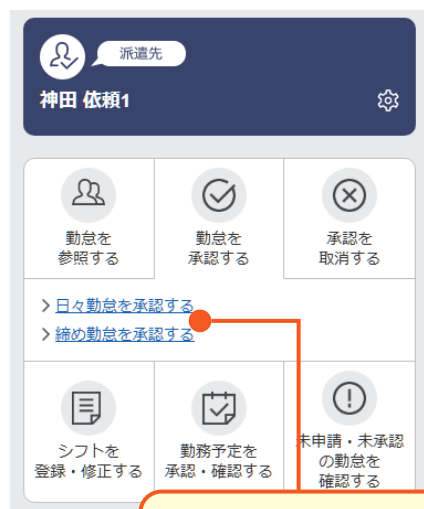 派遣先
神田 依頼1
勤怠を
参照する
勤怠を
承認する
承認を
取消する
日々勤怠を承認する
締め勤怠を承認する
シフトを
登録・修正する
勤務予定を
承認・確認する
未申請・未承認
の勤怠を
確認する